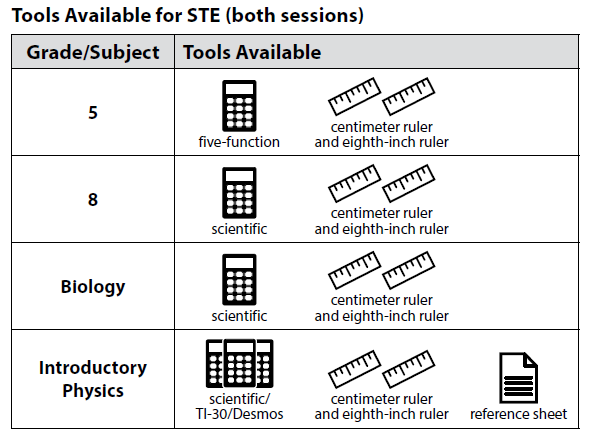 Tools Available for STE (both sessions)
Grade/Subject Tools Available
5
five-function
centimeter ruler
and eighth-inch ruler
8
scientific
centimeter ruler
and eighth-inch ruler
Biology
scientific
centimeter ruler
and eighth-inch ruler
Introductory
Physics
scientific/
TI-30/Desmos
centimeter ruler
and eighth-inch ruler
reference sheet